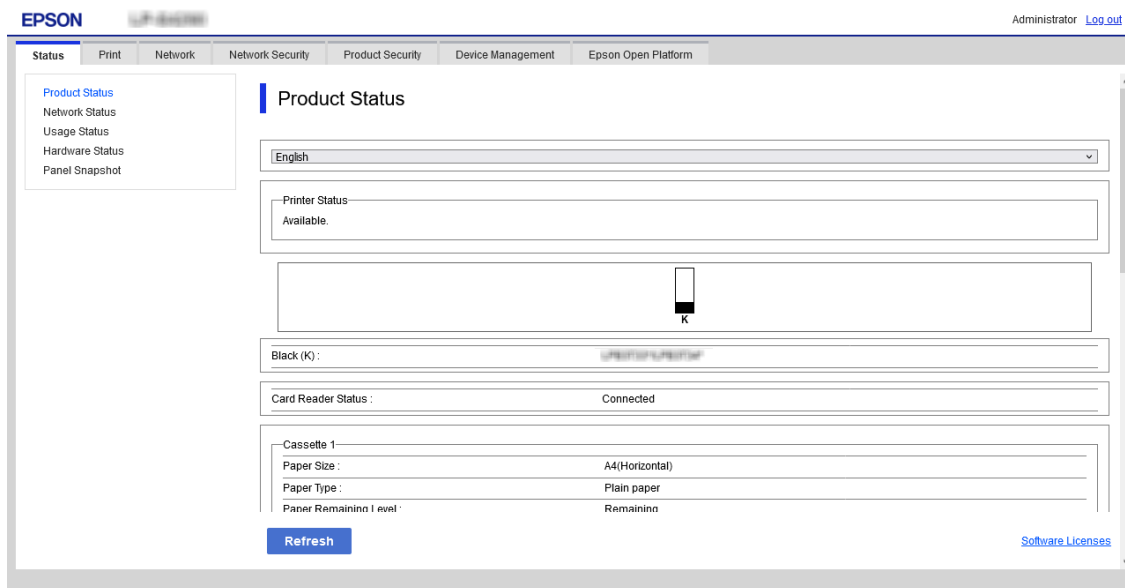 EPSON
Administrator Log out
Status Print Network Network Security Product Security Device Management Epson Open Platform
Product Status
Network Status
Usage Status
Hardware Status
Panel Snapshot
Product Status
English
Printer Status
Available.
K
Black (K) :
Card Reader Status : Connected
Cassette 1
Paper Size : A4(Horizontal)
Paper Type : Plain paper
Paper Remaining Level : Remaining
Refresh
Software Licenses